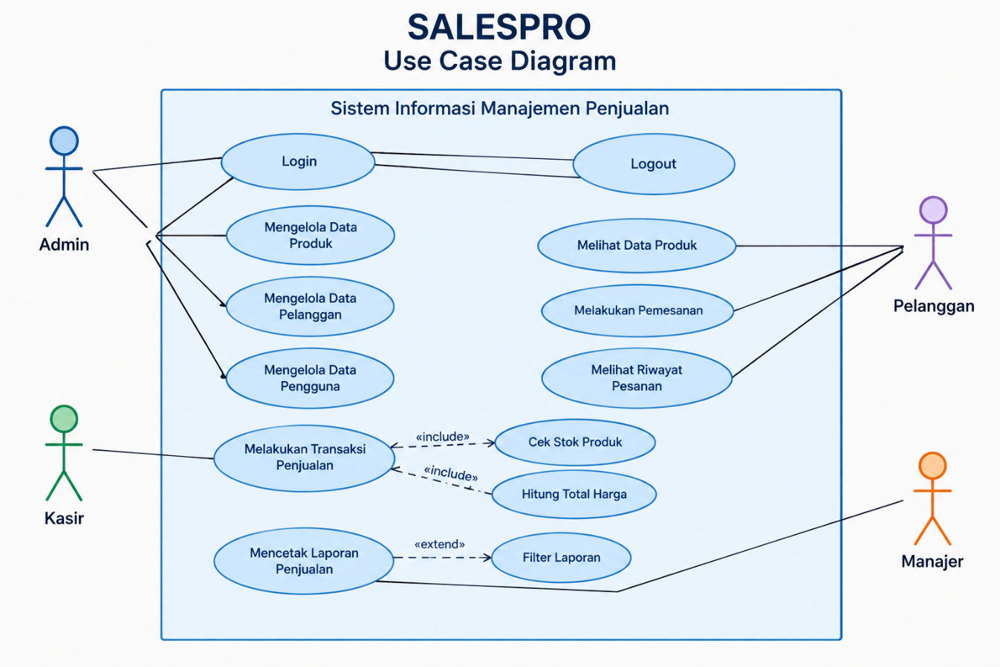 SALESPRO
Use Case Diagram
Sistem Informasi Manajemen Penjualan
Login
Logout
Admin
Mengelola Data
Produk
Melihat Data Produk
Pelanggan
Mengelola Data
Pelanggan
Melakukan Pemesanan
Mengelola Data
Pengguna
Melihat Riwayat
Pesanan
Kasir
Melakukan Transaksi
Penjualan
«include»
Cek Stok Produk
«include»
Hitung Total Harga
Mencetak Laporan
Penjualan
«extend»
Filter Laporan
Manajer